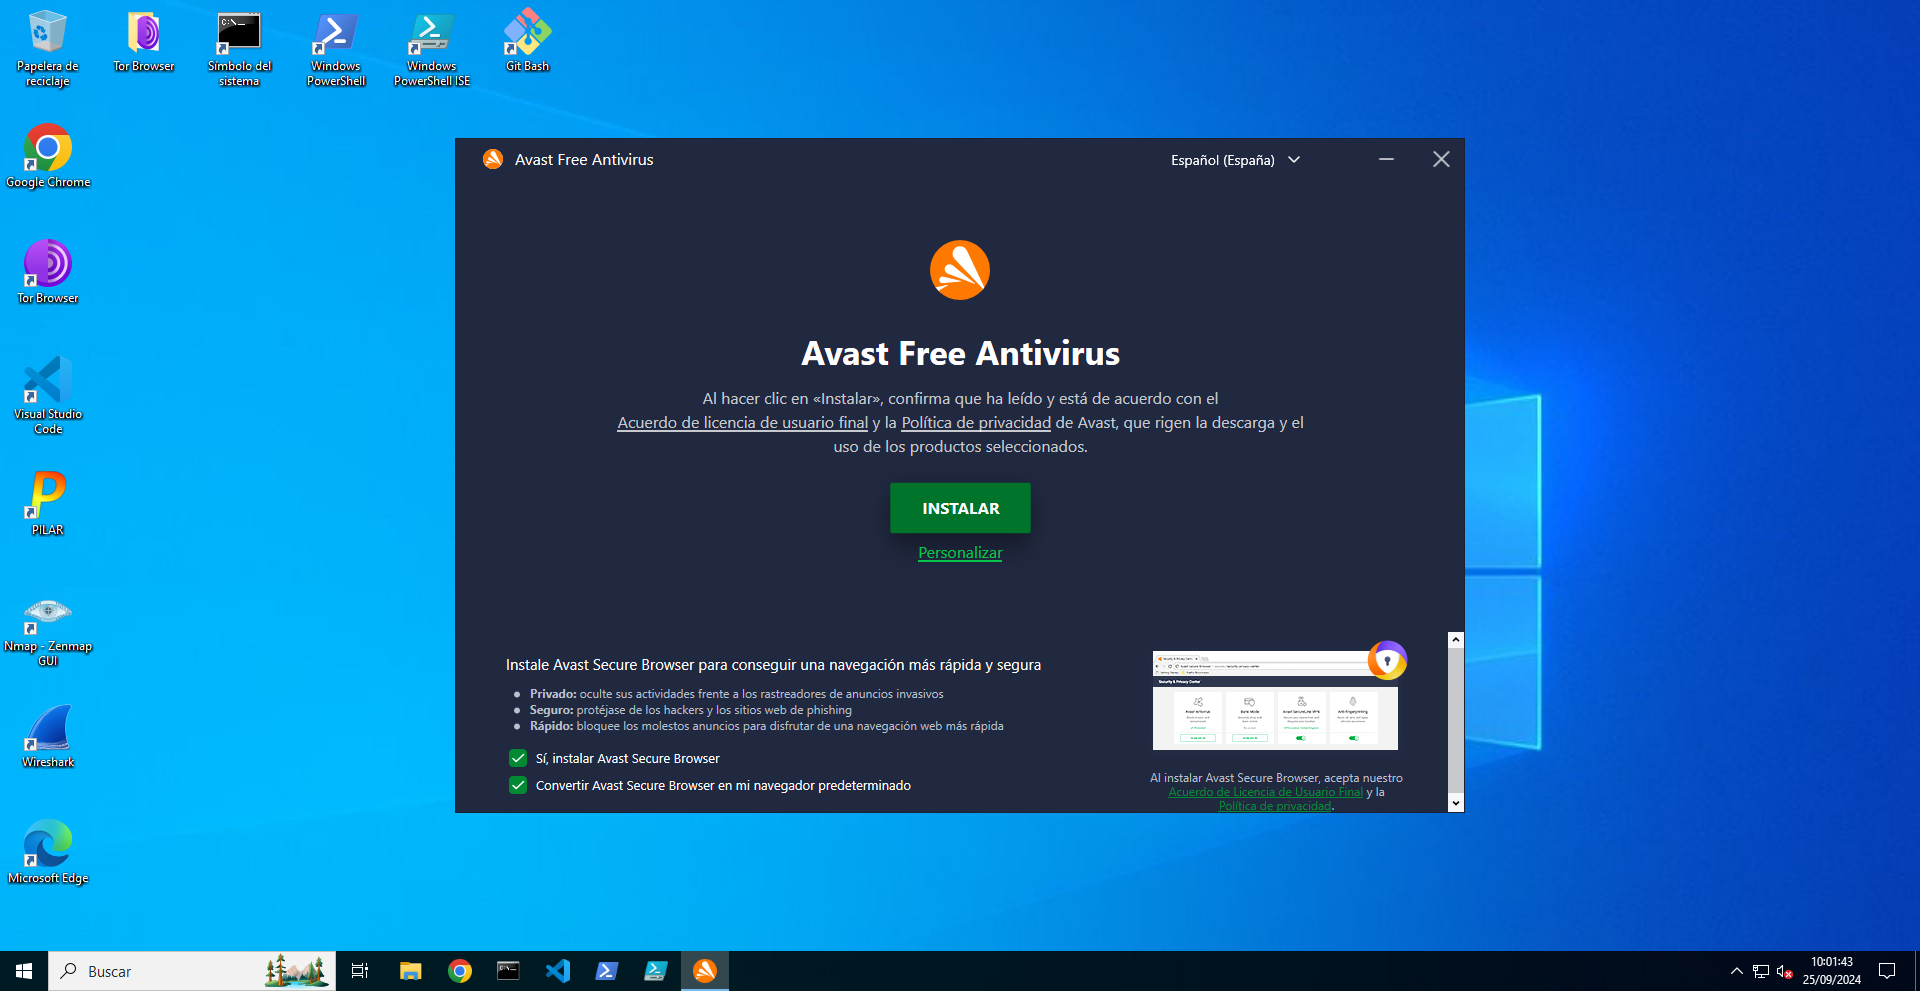 Papelera de
reciclaje
Tor Browser
Símbolo del
sistema
Windows
PowerShell
Windows
PowerShell ISE
Git Bash
Google Chrome
Tor Browser
Visual Studio
Code
PILAR
Nmap - Zenmap
GUI
Wireshark
Microsoft Edge
Avast Free Antivirus
Español (España)
Avast Free Antivirus
Al hacer clic en «Instalar», confirma que ha leído y está de acuerdo con el
Acuerdo de licencia de usuario final y la Política de privacidad de Avast, que rigen la descarga y el
uso de los productos seleccionados.
INSTALAR
Personalizar
Instale Avast Secure Browser para conseguir una navegación más rápida y segura
Privado: oculte sus actividades frente a los rastreadores de anuncios invasivos
Seguro: protéjase de los hackers y los sitios web de phishing
Rápido: bloquee los molestos anuncios para disfrutar de una navegación web más rápida
Sí, instalar Avast Secure Browser
Convertir Avast Secure Browser en mi navegador predeterminado
Security & Privacy Center
Al instalar Avast Secure Browser, acepta nuestro
Acuerdo de Licencia de Usuario Final y la
Política de privacidad.
Buscar
10:01:43
25/09/2024